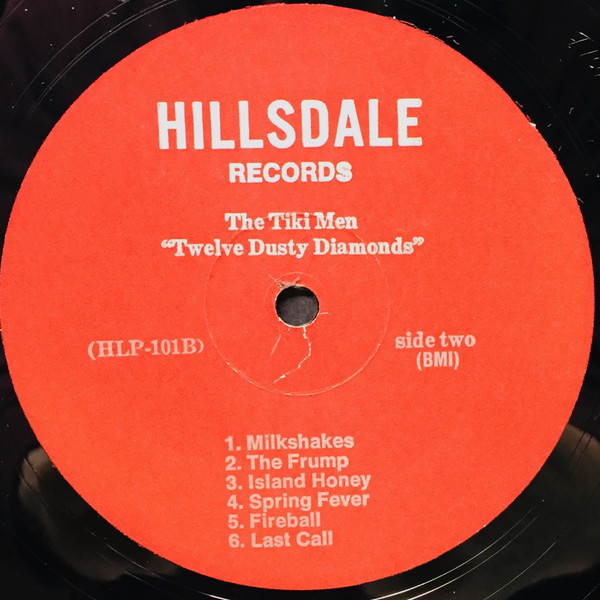 HILLSDALE
RECORDS
The Tiki Men
“Twelve Dusty Diamonds”
(HLP-101B)
side two
(BMI)
1. Milkshakes
2. The Frump
3. Island Honey
4. Spring Fever
5. Fireball
6. Last Call